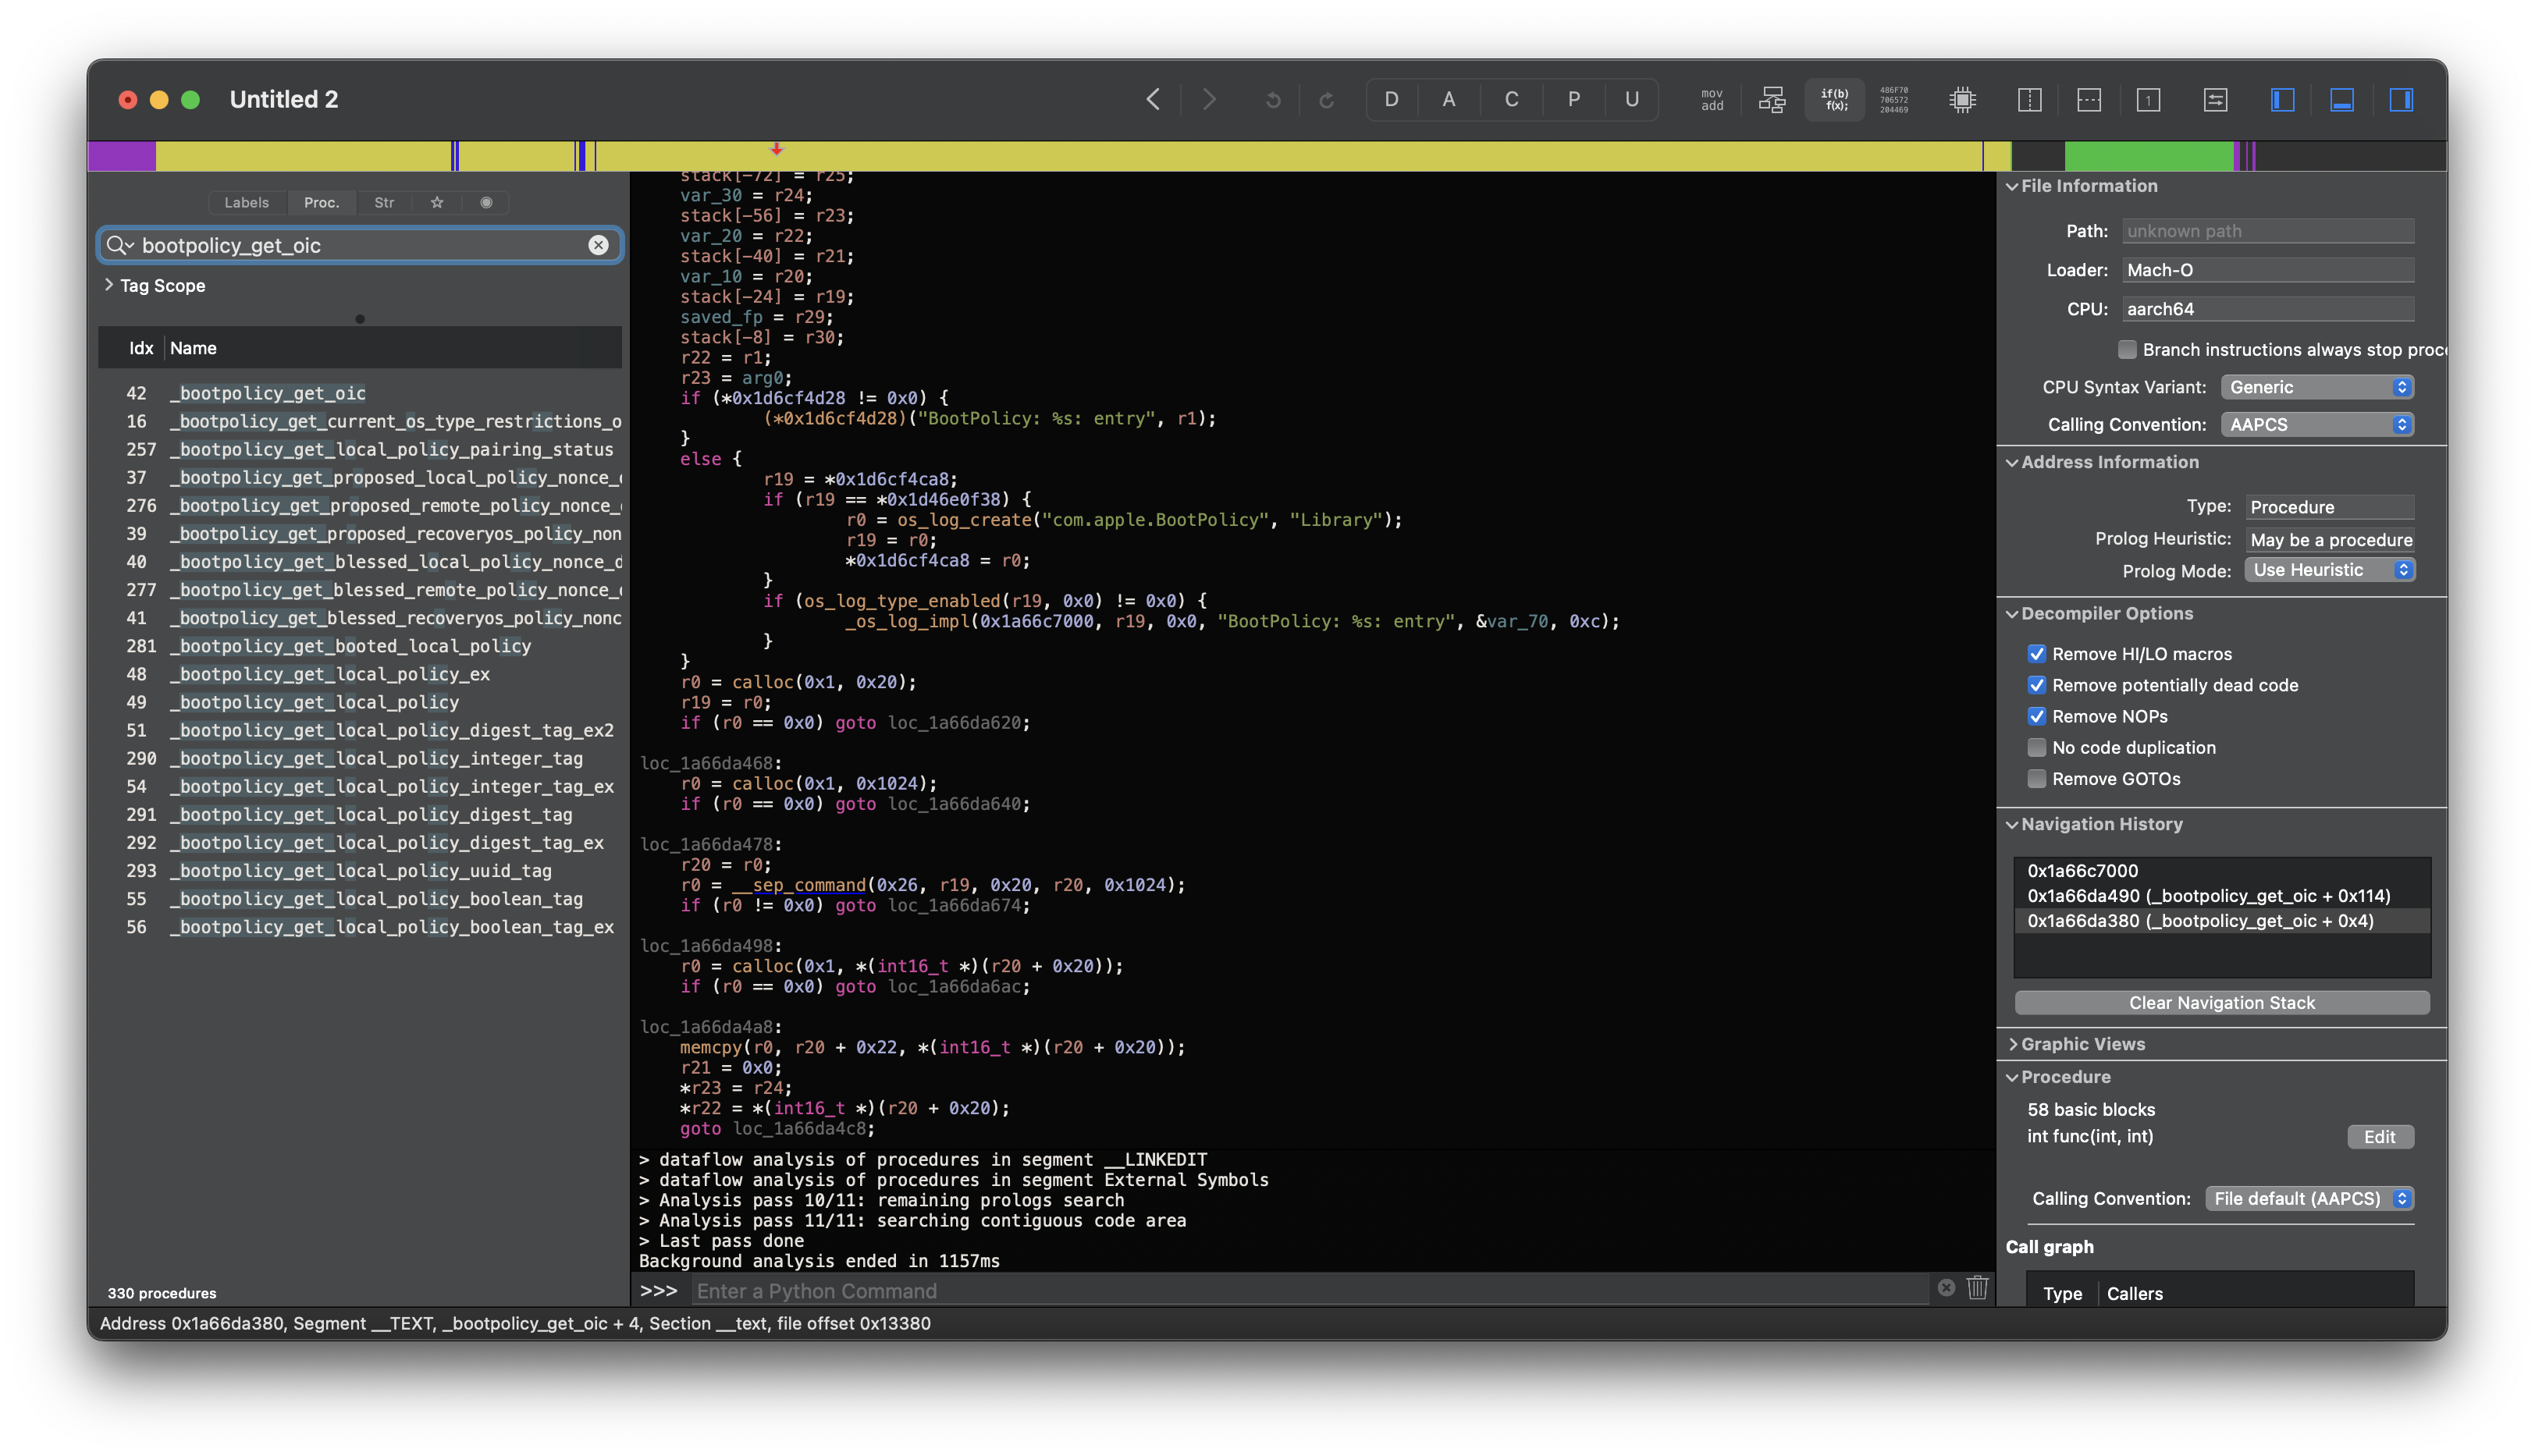 Untitled 2
D A C P U
mov
add
if(b)
f(x);
486F70
706572
204469
1
Labels Proc. Str
bootpolicy_get_oic
Tag Scope
Idx Name
42 _bootpolicy_get_oic
16 _bootpolicy_get_current_os_type_restrictions_o
257 _bootpolicy_get_local_policy_pairing_status
37 _bootpolicy_get_proposed_local_policy_nonce_
276 _bootpolicy_get_proposed_remote_policy_nonce_
39 _bootpolicy_get_proposed_recoveryos_policy_non
40 _bootpolicy_get_blessed_local_policy_nonce_d
277 _bootpolicy_get_blessed_remote_policy_nonce_
41 _bootpolicy_get_blessed_recoveryos_policy_nonc
281 _bootpolicy_get_booted_local_policy
48 _bootpolicy_get_local_policy_ex
49 _bootpolicy_get_local_policy
51 _bootpolicy_get_local_policy_digest_tag_ex2
290 _bootpolicy_get_local_policy_integer_tag
54 _bootpolicy_get_local_policy_integer_tag_ex
291 _bootpolicy_get_local_policy_digest_tag
292 _bootpolicy_get_local_policy_digest_tag_ex
293 _bootpolicy_get_local_policy_uuid_tag
55 _bootpolicy_get_local_policy_boolean_tag
56 _bootpolicy_get_local_policy_boolean_tag_ex
330 procedures
stack[-72] = r25;
var_30 = r24;
stack[-56] = r23;
var_20 = r22;
stack[-40] = r21;
var_10 = r20;
stack[-24] = r19;
saved_fp = r29;
stack[-8] = r30;
r22 = r1;
r23 = arg0;
if (*0x1d6cf4d28 != 0x0) {
(*0x1d6cf4d28)("BootPolicy: %s: entry", r1);
}
else {
r19 = *0x1d6cf4ca8;
if (r19 == *0x1d46e0f38) {
r0 = os_log_create("com.apple.BootPolicy", "Library");
r19 = r0;
*0x1d6cf4ca8 = r0;
}
if (os_log_type_enabled(r19, 0x0) != 0x0) {
_os_log_impl(0x1a66c7000, r19, 0x0, "BootPolicy: %s: entry", &var_70, 0xc);
}
}
r0 = calloc(0x1, 0x20);
r19 = r0;
if (r0 == 0x0) goto loc_1a66da620;
loc_1a66da468:
r0 = calloc(0x1, 0x1024);
if (r0 == 0x0) goto loc_1a66da640;
loc_1a66da478:
r20 = r0;
r0 = __sep_command(0x26, r19, 0x20, r20, 0x1024);
if (r0 != 0x0) goto loc_1a66da674;
loc_1a66da498:
r0 = calloc(0x1, *(int16_t *)(r20 + 0x20));
if (r0 == 0x0) goto loc_1a66da6ac;
loc_1a66da4a8:
memcpy(r0, r20 + 0x22, *(int16_t *)(r20 + 0x20));
r21 = 0x0;
*r23 = r24;
*r22 = *(int16_t *)(r20 + 0x20);
goto loc_1a66da4c8;
> dataflow analysis of procedures in segment __LINKEDIT
> dataflow analysis of procedures in segment External Symbols
> Analysis pass 10/11: remaining prologs search
> Analysis pass 11/11: searching contiguous code area
> Last pass done
Background analysis ended in 1157ms
>>> Enter a Python Command
File Information
Path: unknown path
Loader: Mach-O
CPU: aarch64
Branch instructions always stop proc
CPU Syntax Variant: Generic
Calling Convention: AAPCS
Address Information
Type: Procedure
Prolog Heuristic: May be a procedure
Prolog Mode: Use Heuristic
Decompiler Options
Remove HI/LO macros
Remove potentially dead code
Remove NOPs
No code duplication
Remove GOTOs
Navigation History
0x1a66c7000
0x1a66da490 (_bootpolicy_get_oic + 0x114)
0x1a66da380 (_bootpolicy_get_oic + 0x4)
Clear Navigation Stack
Graphic Views
Procedure
58 basic blocks
int func(int, int)
Edit
Calling Convention: File default (AAPCS)
Call graph
Type Callers
Address 0x1a66da380, Segment __TEXT, _bootpolicy_get_oic + 4, Section __text, file offset 0x13380